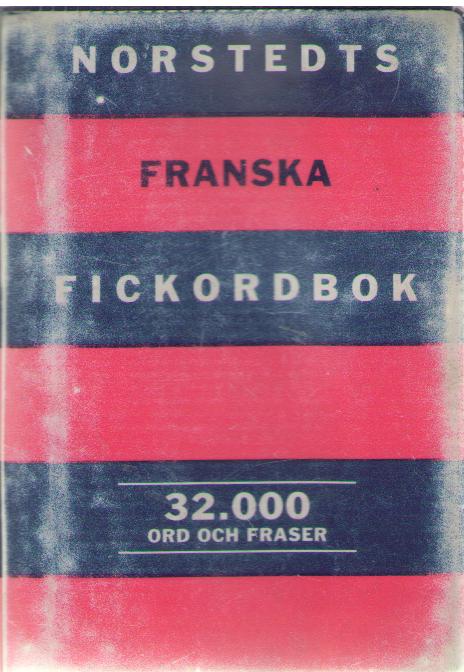 NORSTEDTS
FRANSKA
FICKORDBOK
32.000
ORD OCH FRASER